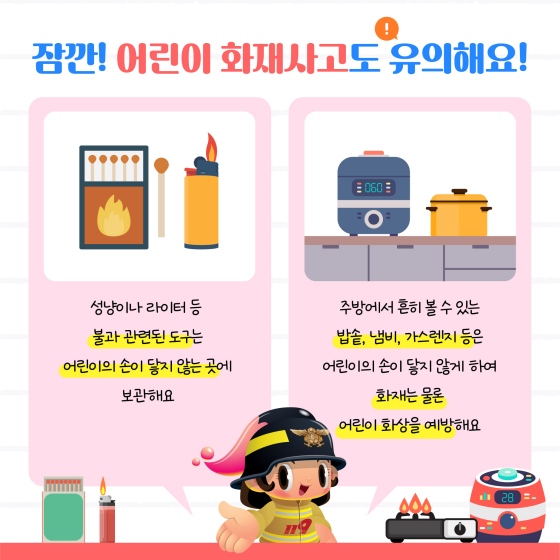 잠깐! 어린이 화재사고도 유의해요!
!
성냥이나 라이터 등
불과 관련된 도구는
어린이의 손이 닿지 않는 곳에
보관해요
060
주방에서 흔히 볼 수 있는
밥솥, 냄비, 가스렌지 등은
어린이의 손이 닿지 않게 하여
화재는 물론
어린이 화상을 예방해요
119
28